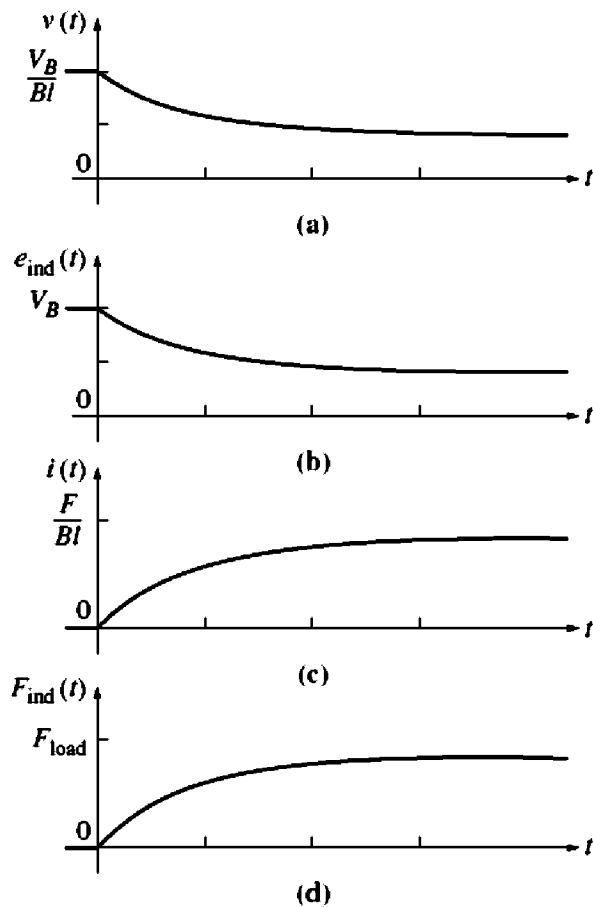 v(t)
V_B
Bl
0
t
(a)
e_ind(t)
V_B
0
t
(b)
i(t)
F
Bl
0
t
(c)
F_ind(t)
F_load
0
t
(d)